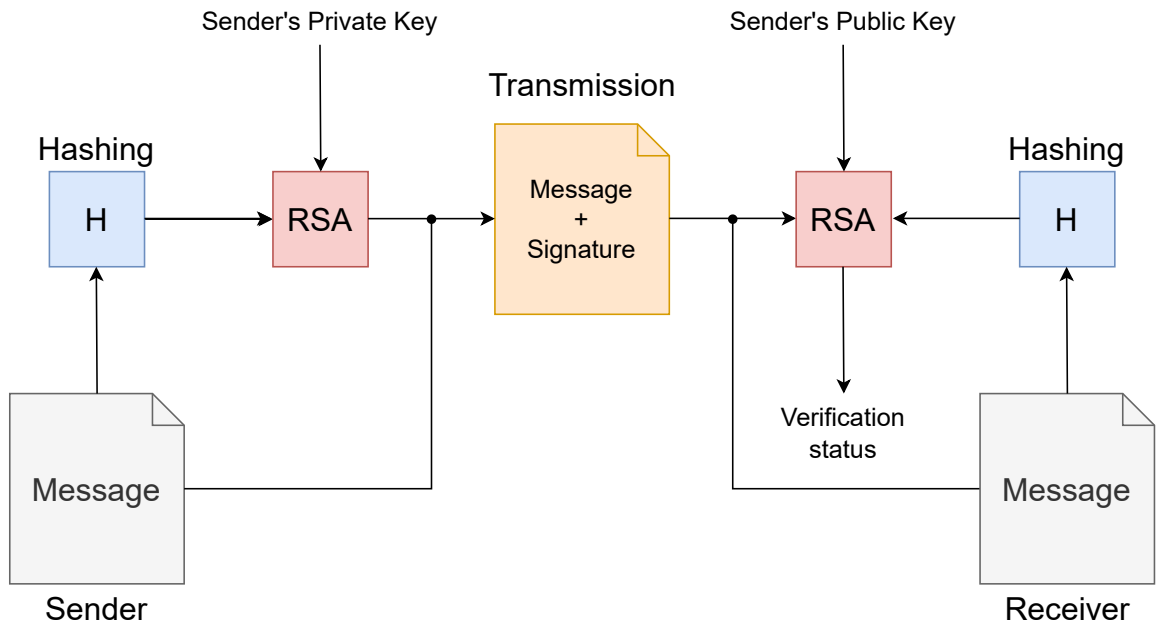 Sender's Private Key
Sender's Public Key
Transmission
Hashing
Hashing
H
RSA
Message
+
Signature
RSA
H
Verification
status
Message
Message
Sender
Receiver